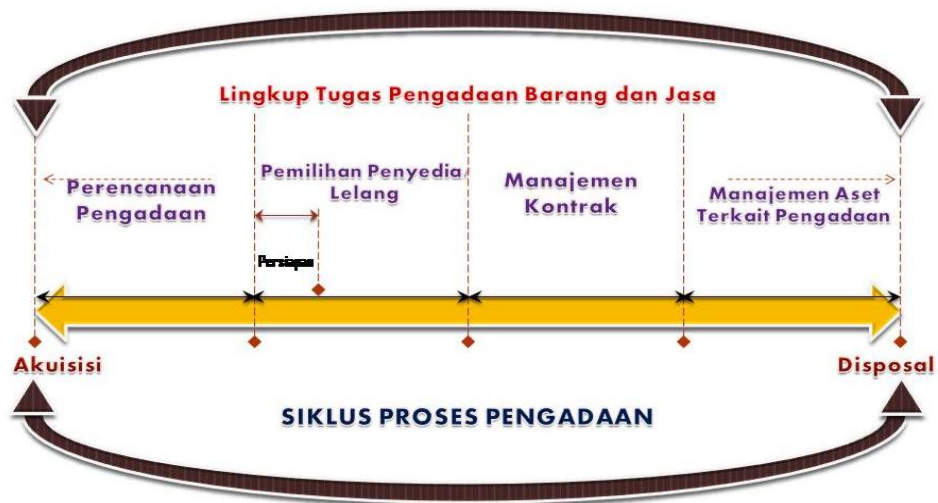 Lingkup Tugas Pengadaan Barang dan Jasa
Perencanaan
Pengadaan
Pemilihan Penyedia/
Lelang
Manajemen
Kontrak
Manajemen Aset
Terkait Pengadaan
Persiapan
Akuisisi
Disposal
SIKLUS PROSES PENGADAAN